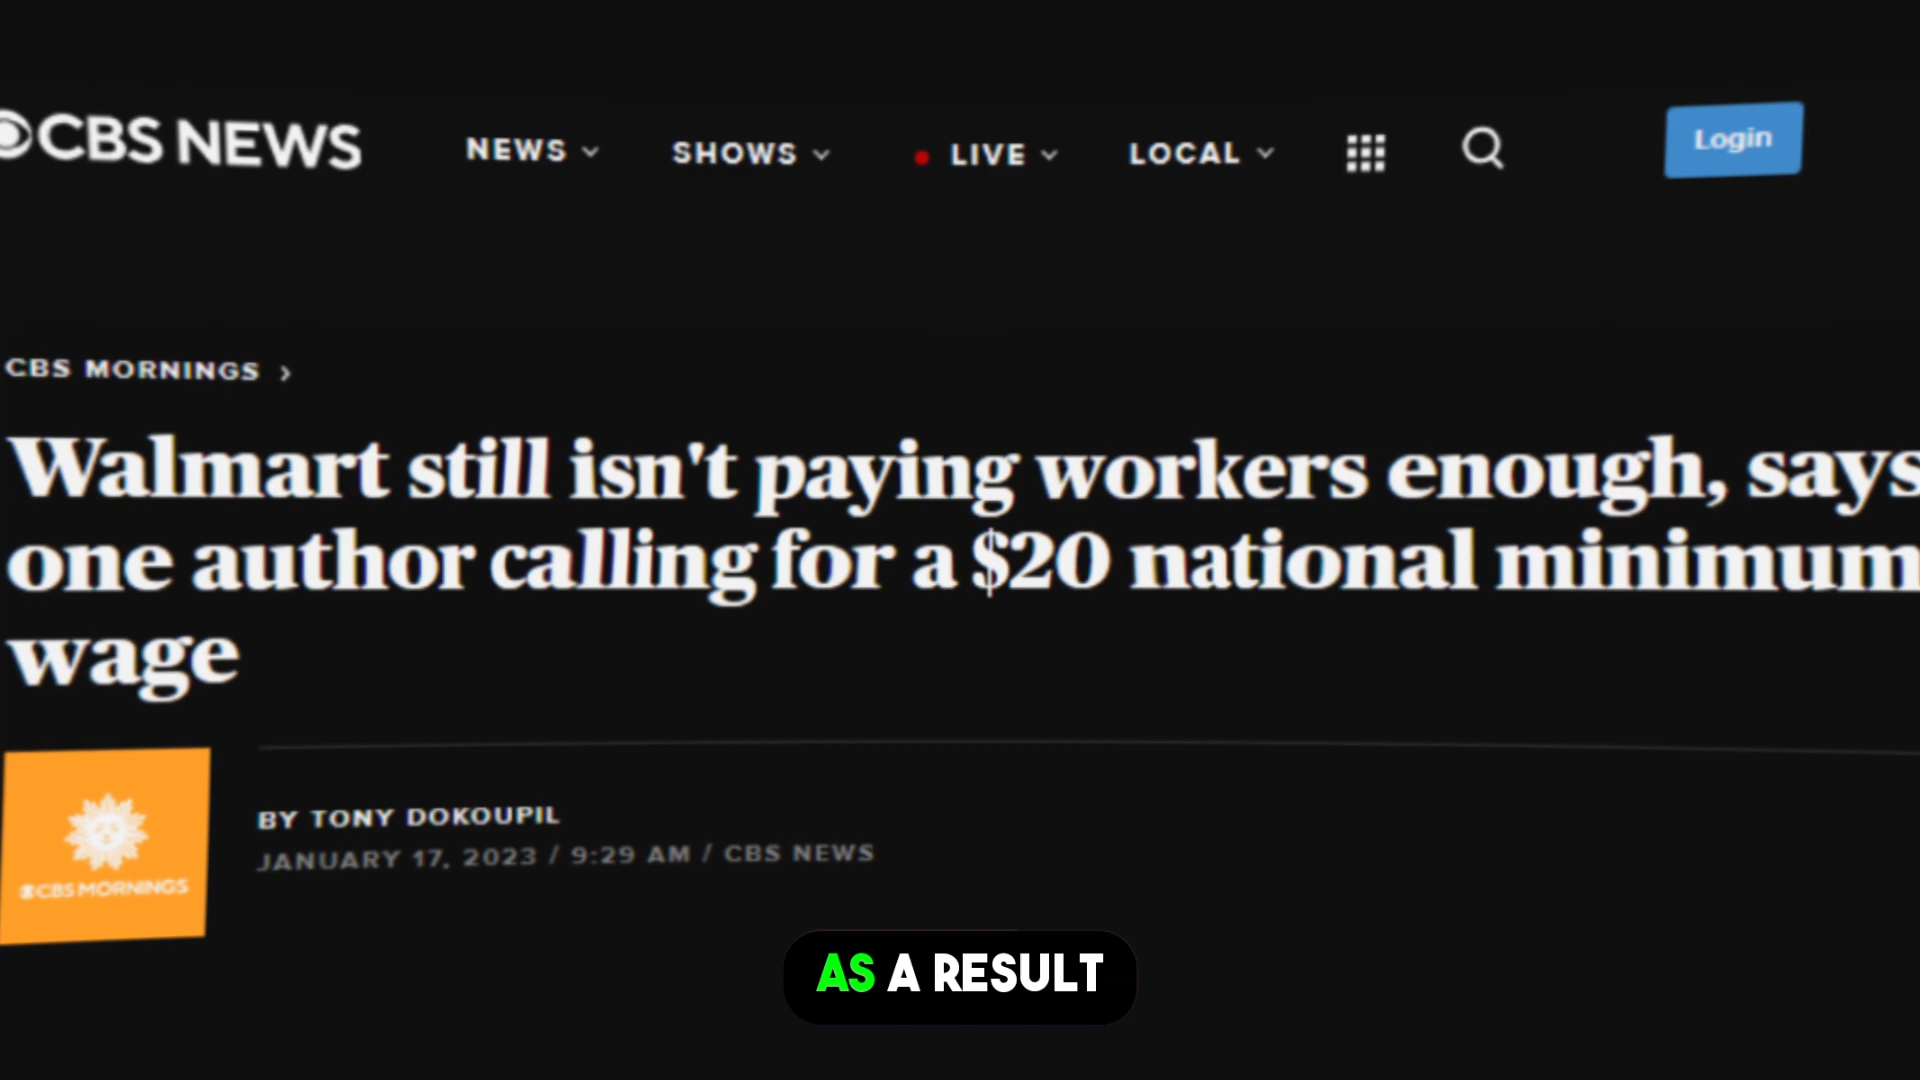 CBS NEWS
NEWS SHOWS LIVE LOCAL Login
CBS MORNINGS >
Walmart still isn't paying workers enough, says
one author calling for a $20 national minimum
wage
BY TONY DOKOUPIL
JANUARY 17, 2023 / 9:29 AM / CBS NEWS
CBS MORNINGS
AS A RESULT